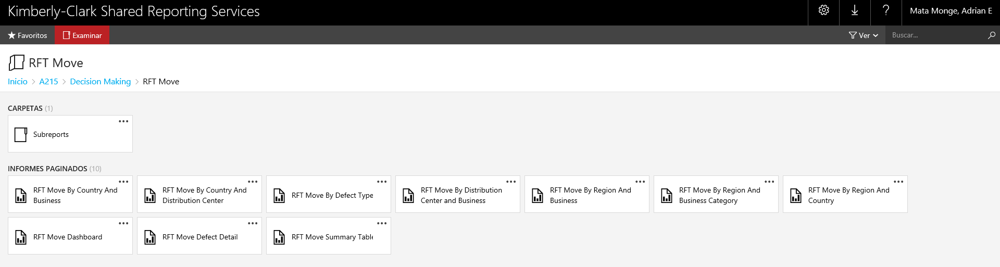 Kimberly-Clark Shared Reporting Services
?
Mata Monge, Adrian E
Favoritos
Examinar
Ver
Buscar...
RFT Move
Inicio > A215 > Decision Making > RFT Move
CARPETAS (1)
Subreports
INFORMES PAGINADOS (10)
RFT Move By Country And
Business
RFT Move By Country And
Distribution Center
RFT Move By Defect Type
RFT Move By Distribution
Center and Business
RFT Move By Region And
Business
RFT Move By Region And
Business Category
RFT Move By Region And
Country
RFT Move Dashboard
RFT Move Defect Detail
RFT Move Summary Table